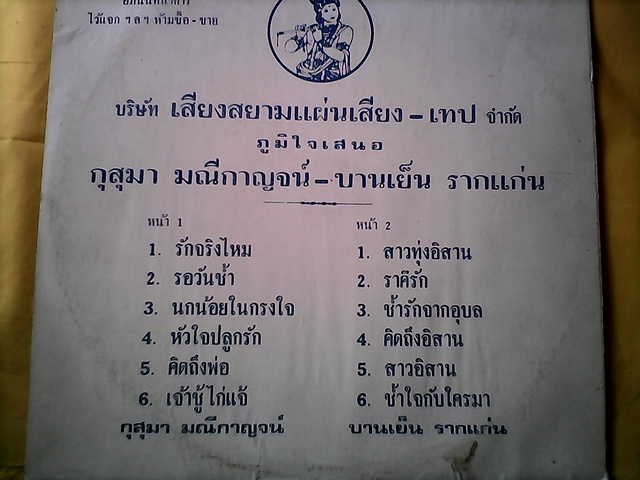 อภินันทนาการ
ไว้แจก ฯลฯ ห้ามซื้อ - ขาย
บริษัท เสียงสยามแผ่นเสียง - เทป จำกัด
ภูมิใจเสนอ
กุสุมา มณีกาญจน์ - บานเย็น รากแก่น
หน้า 1
1. รักจริงไหม
2. รอวันช้ำ
3. นกน้อยในกรงใจ
4. หัวใจปลูกรัก
5. คิดถึงพ่อ
6. เจ้าชู้ไก่แจ้
กุสุมา มณีกาญจน์
หน้า 2
1. สาวทุ่งอิสาน
2. ราคีรัก
3. ช้ำรักจากอุบล
4. คิดถึงอิสาน
5. สาวอิสาน
6. ช้ำใจกับใครมา
บานเย็น รากแก่น